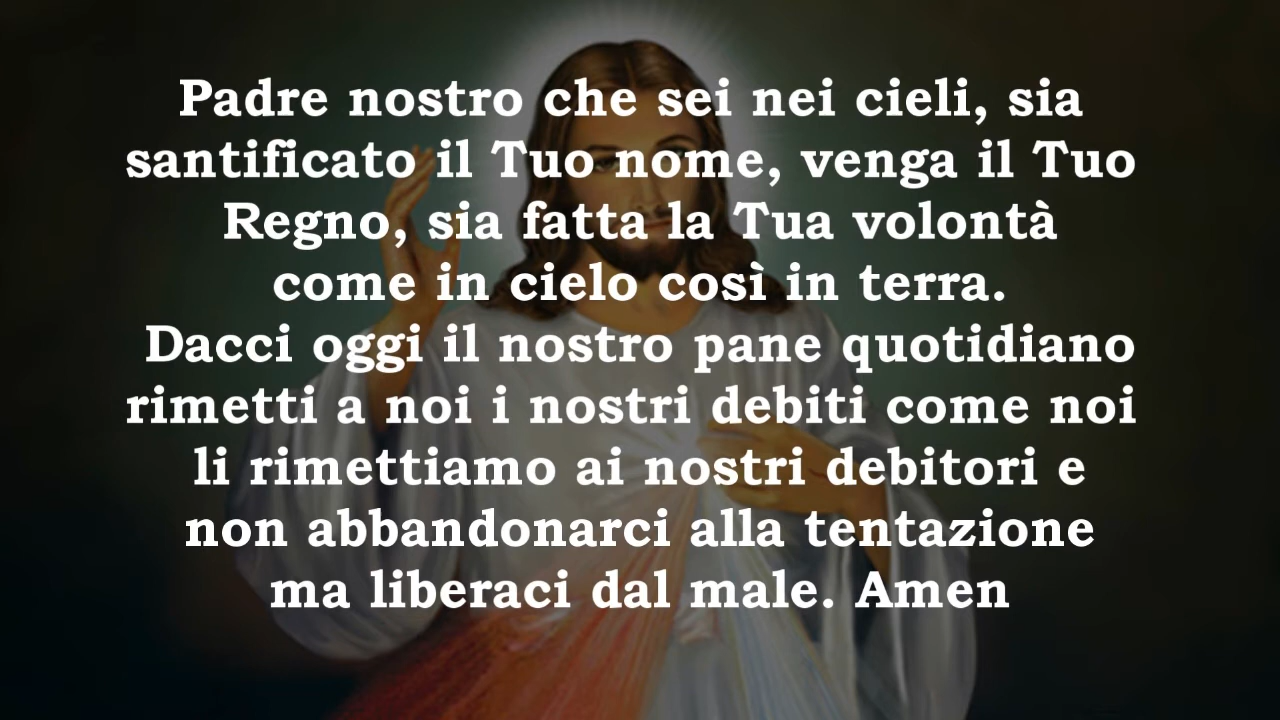 Padre nostro che sei nei cieli, sia
santificato il Tuo nome, venga il Tuo
Regno, sia fatta la Tua volontà
come in cielo così in terra.
Dacci oggi il nostro pane quotidiano
rimetti a noi i nostri debiti come noi
li rimettiamo ai nostri debitori e
non abbandonarci alla tentazione
ma liberaci dal male. Amen